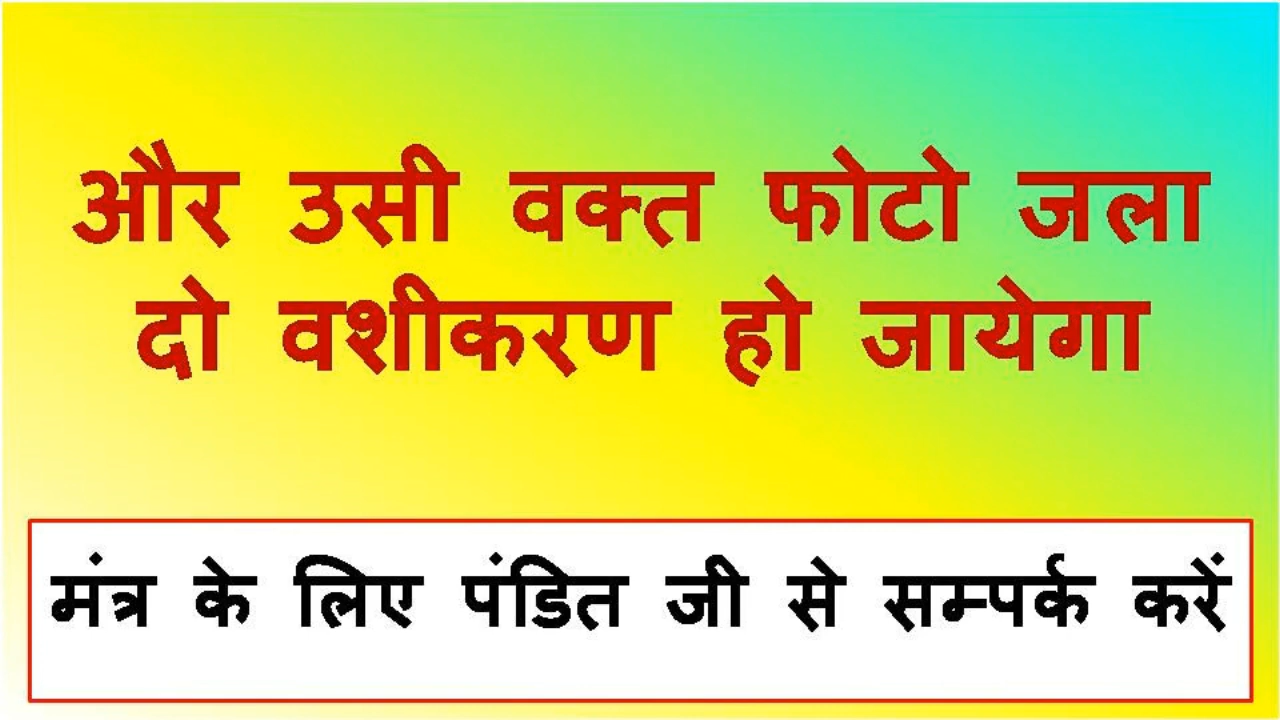 और उसी वक्त फोटो जला
दो वशीकरण हो जायेगा
मंत्र के लिए पंडित जी से सम्पर्क करें